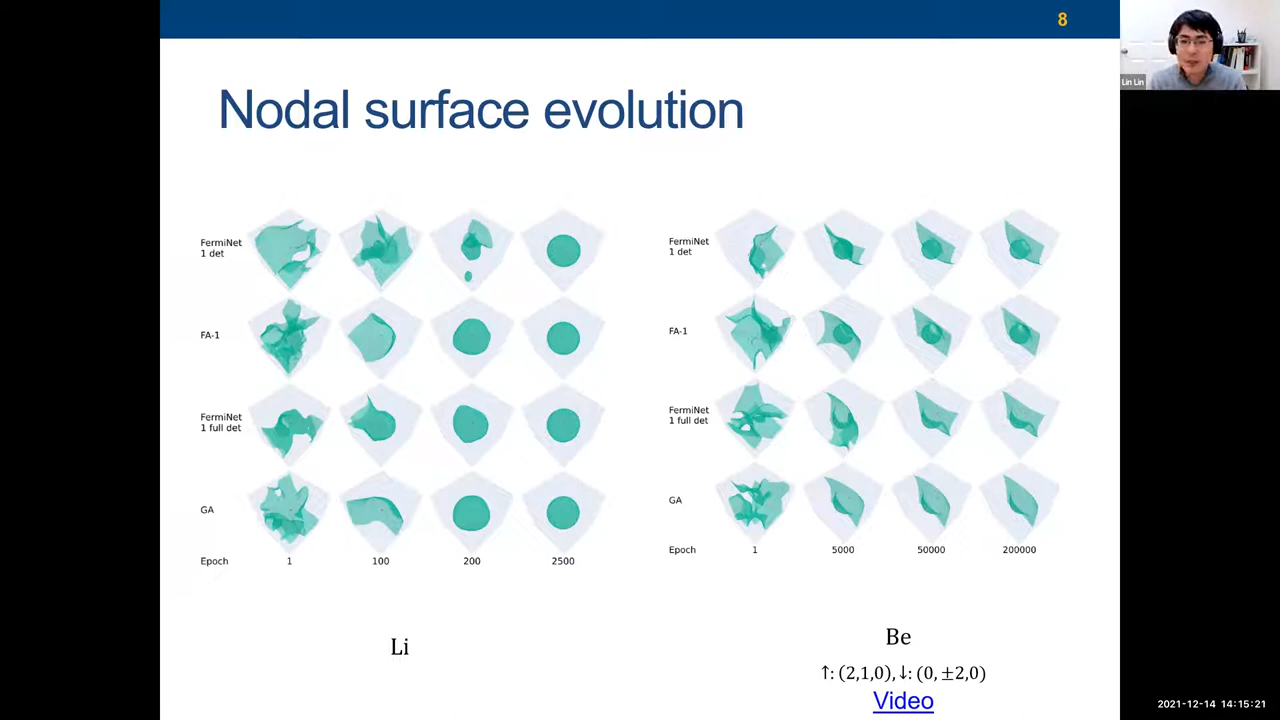 8
Lin Lin
Nodal surface evolution
FermiNet
1 det
FA-1
FermiNet
1 full det
GA
Epoch
1
100
200
2500
Li
FermiNet
1 det
FA-1
FermiNet
1 full det
GA
Epoch
1
5000
50000
200000
Be
↑: (2,1,0), ↓: (0, ±2,0)
Video
2021-12-14 14:15:21